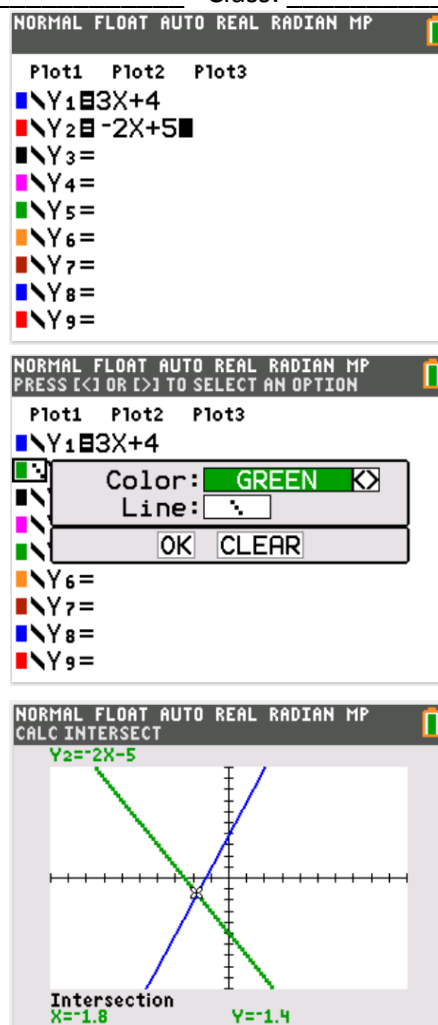 Class:
NORMAL FLOAT AUTO REAL RADIAN MP
Plot1 Plot2 Plot3
\Y1=3X+4
\Y2=-2X+5
\Y3=
\Y4=
\Y5=
\Y6=
\Y7=
\Y8=
\Y9=
NORMAL FLOAT AUTO REAL RADIAN MP
PRESS [<] OR [>] TO SELECT AN OPTION
Plot1 Plot2 Plot3
\Y1=3X+4
Color: GREEN
Line:
OK CLEAR
\Y6=
\Y7=
\Y8=
\Y9=
NORMAL FLOAT AUTO REAL RADIAN MP
CALC INTERSECT
Y2=-2X-5
Intersection
X=-1.8 Y=-1.4